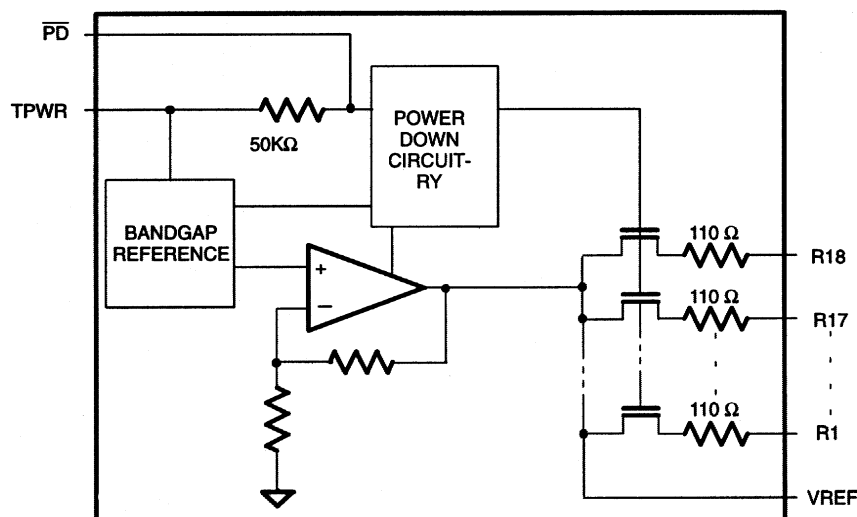 PD
TPWR
50KΩ
POWER
DOWN
CIRCUIT-
RY
BANDGAP
REFERENCE
+
−
110 Ω
R18
110 Ω
R17
110 Ω
R1
VREF